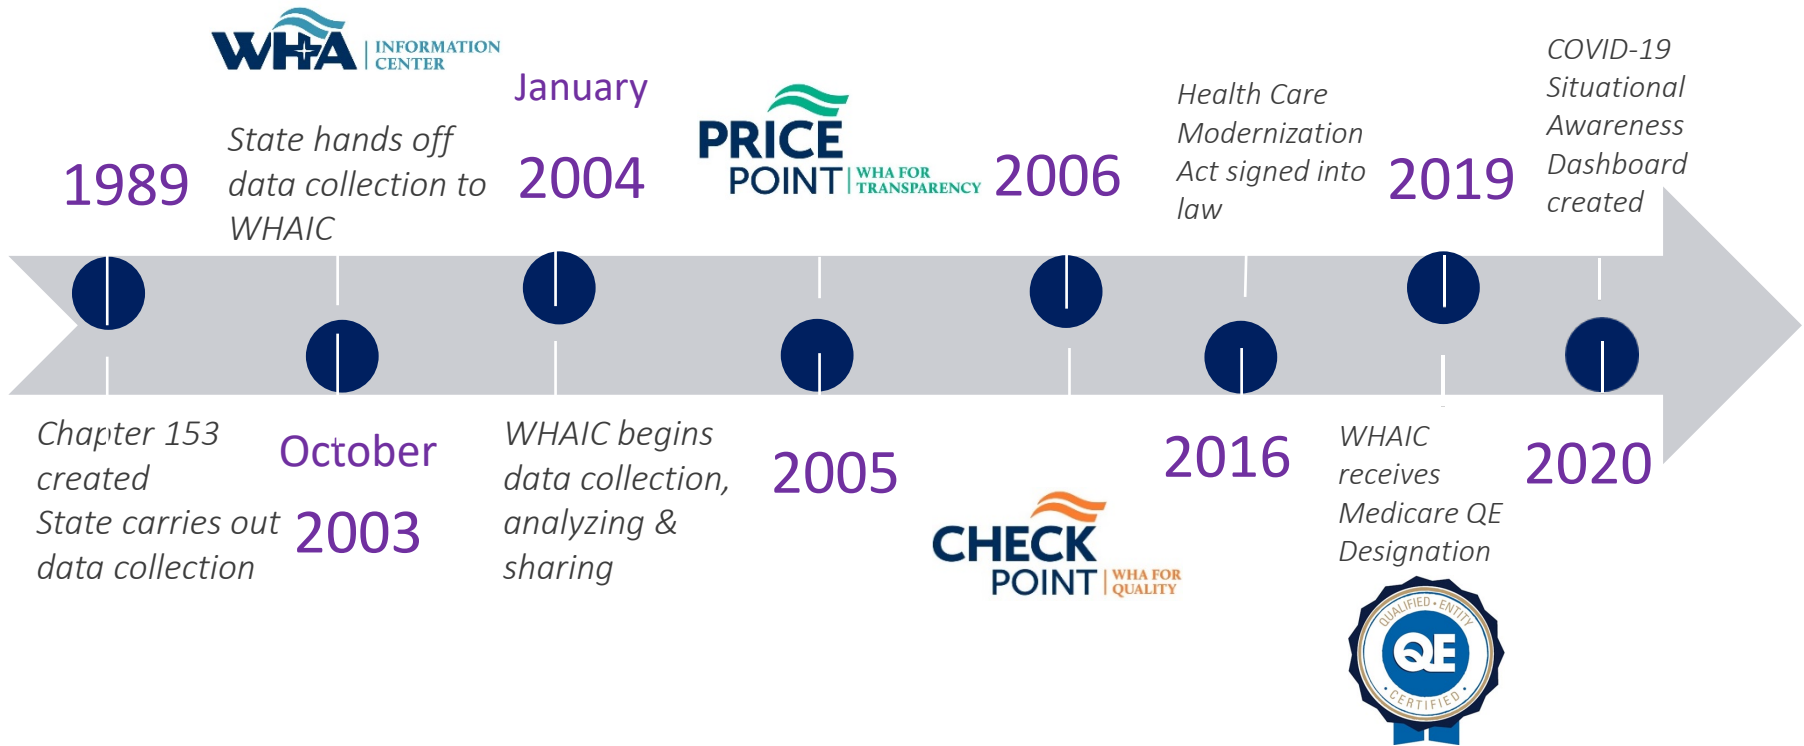 1989
Chapter 153
created
State carries out
data collection
WHA INFORMATION
CENTER
State hands off
data collection to
WHAIC
October
2003
January
2004
WHAIC begins
data collection,
analyzing &
sharing
PRICE
POINT WHA FOR
TRANSPARENCY
2005
2006
CHECK
POINT WHA FOR
QUALITY
Health Care
Modernization
Act signed into
law
2016
2019
WHAIC
receives
Medicare QE
Designation
QUALIFIED • ENTITY
QE
• CERTIFIED •
COVID-19
Situational
Awareness
Dashboard
created
2020